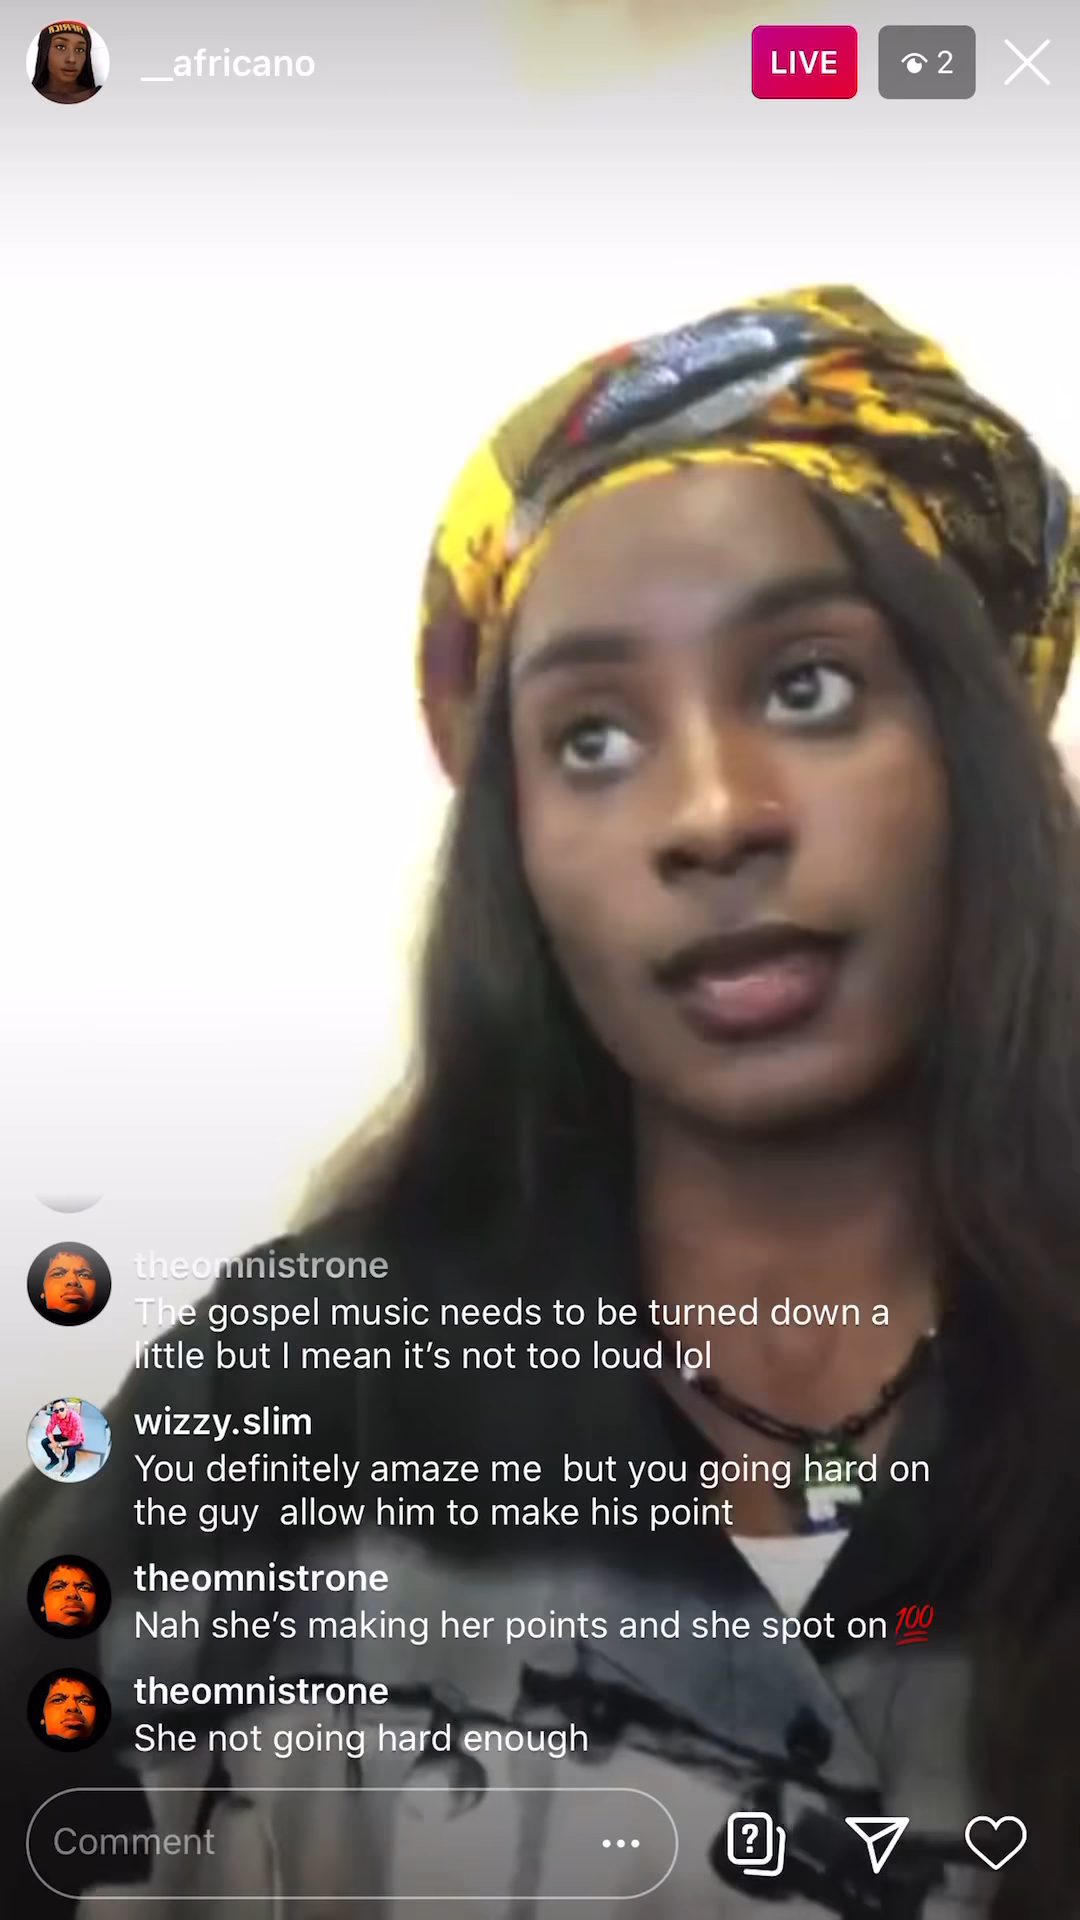 __africano
LIVE
2
theomnistrone
The gospel music needs to be turned down a
little but I mean it’s not too loud lol
wizzy.slim
You definitely amaze me  but you going hard on
the guy  allow him to make his point
theomnistrone
Nah she’s making her points and she spot on💯
theomnistrone
She not going hard enough
Comment